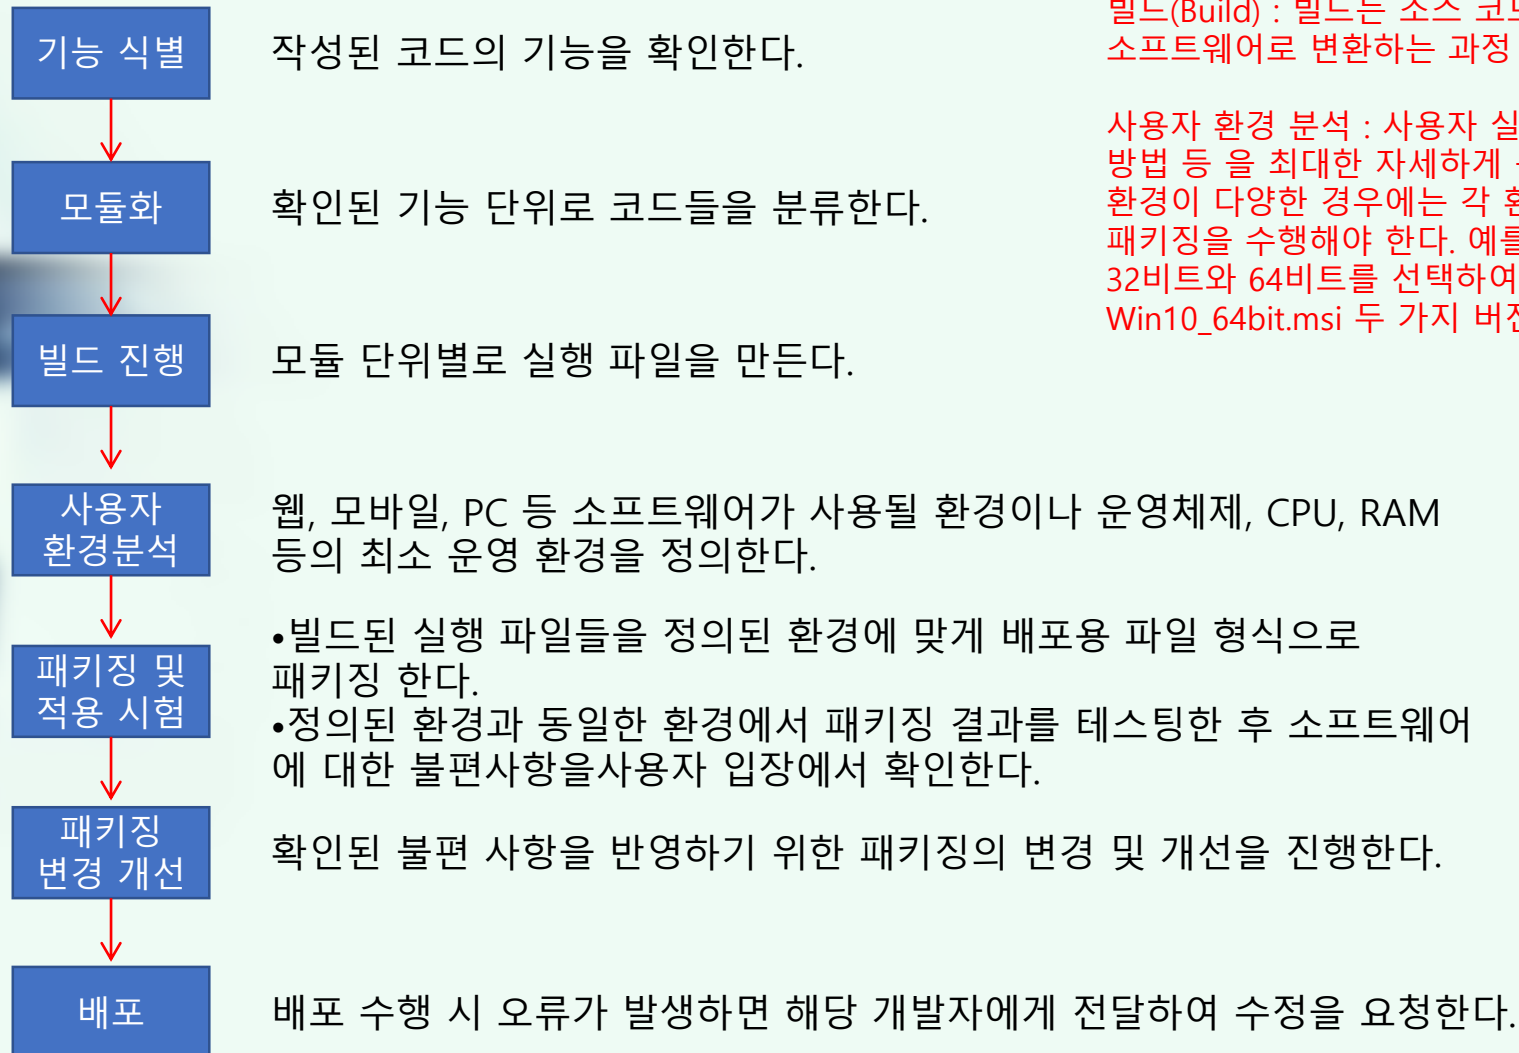 기능 식별
작성된 코드의 기능을 확인한다.
모듈화
확인된 기능 단위로 코드들을 분류한다.
빌드 진행
모듈 단위별로 실행 파일을 만든다.
사용자
환경분석
웹, 모바일, PC 등 소프트웨어가 사용될 환경이나 운영체제, CPU, RAM
등의 최소 운영 환경을 정의한다.
패키징 및
적용 시험
•빌드된 실행 파일들을 정의된 환경에 맞게 배포용 파일 형식으로
패키징 한다.
•정의된 환경과 동일한 환경에서 패키징 결과를 테스팅한 후 소프트웨어
에 대한 불편사항을사용자 입장에서 확인한다.
패키징
변경 개선
확인된 불편 사항을 반영하기 위한 패키징의 변경 및 개선을 진행한다.
배포
배포 수행 시 오류가 발생하면 해당 개발자에게 전달하여 수정을 요청한다.
빌드(Build) : 빌드는 소스
소프트웨어로 변환하는 과정
사용자 환경 분석 : 사용자
방법 등 을 최대한 자세하게
환경이 다양한 경우에는 각
패키징을 수행해야 한다.
32비트와 64비트를 선택하여
Win10_64bit.msi 두 가지